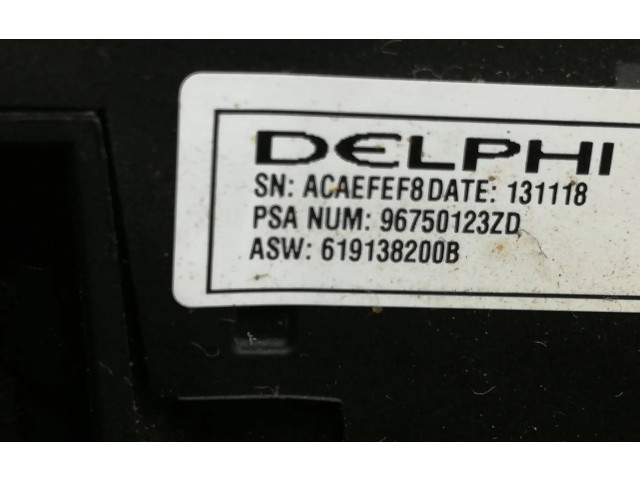 DELPHI
SN: ACAEFEF8 DATE: 131118
PSA NUM: 96750123ZD
ASW: 619138200B